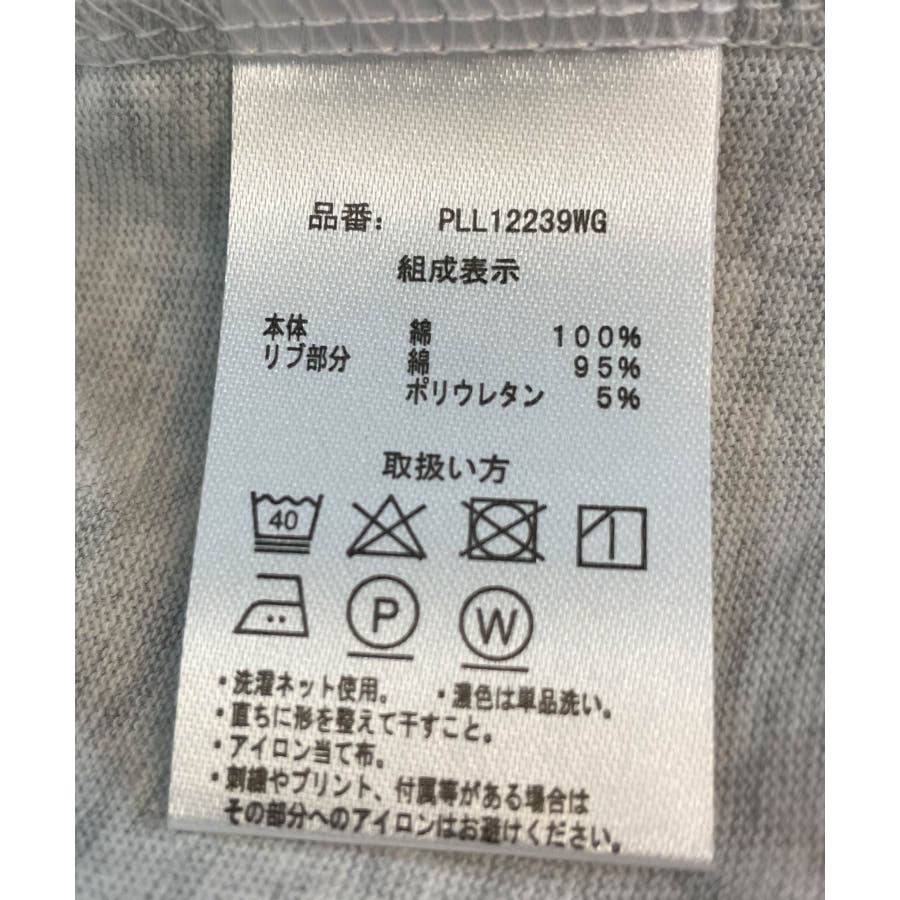 品番: PLL12239WG
組成表示
本体 綿 100%
リブ部分 綿 95%
ポリウレタン 5%
取扱い方
40
P W
・洗濯ネット使用。 ・濃色は単品洗い。
・直ちに形を整えて干すこと。
・アイロン当て布。
・刺繍やプリント、付属等がある場合は
その部分へのアイロンはお避けください。